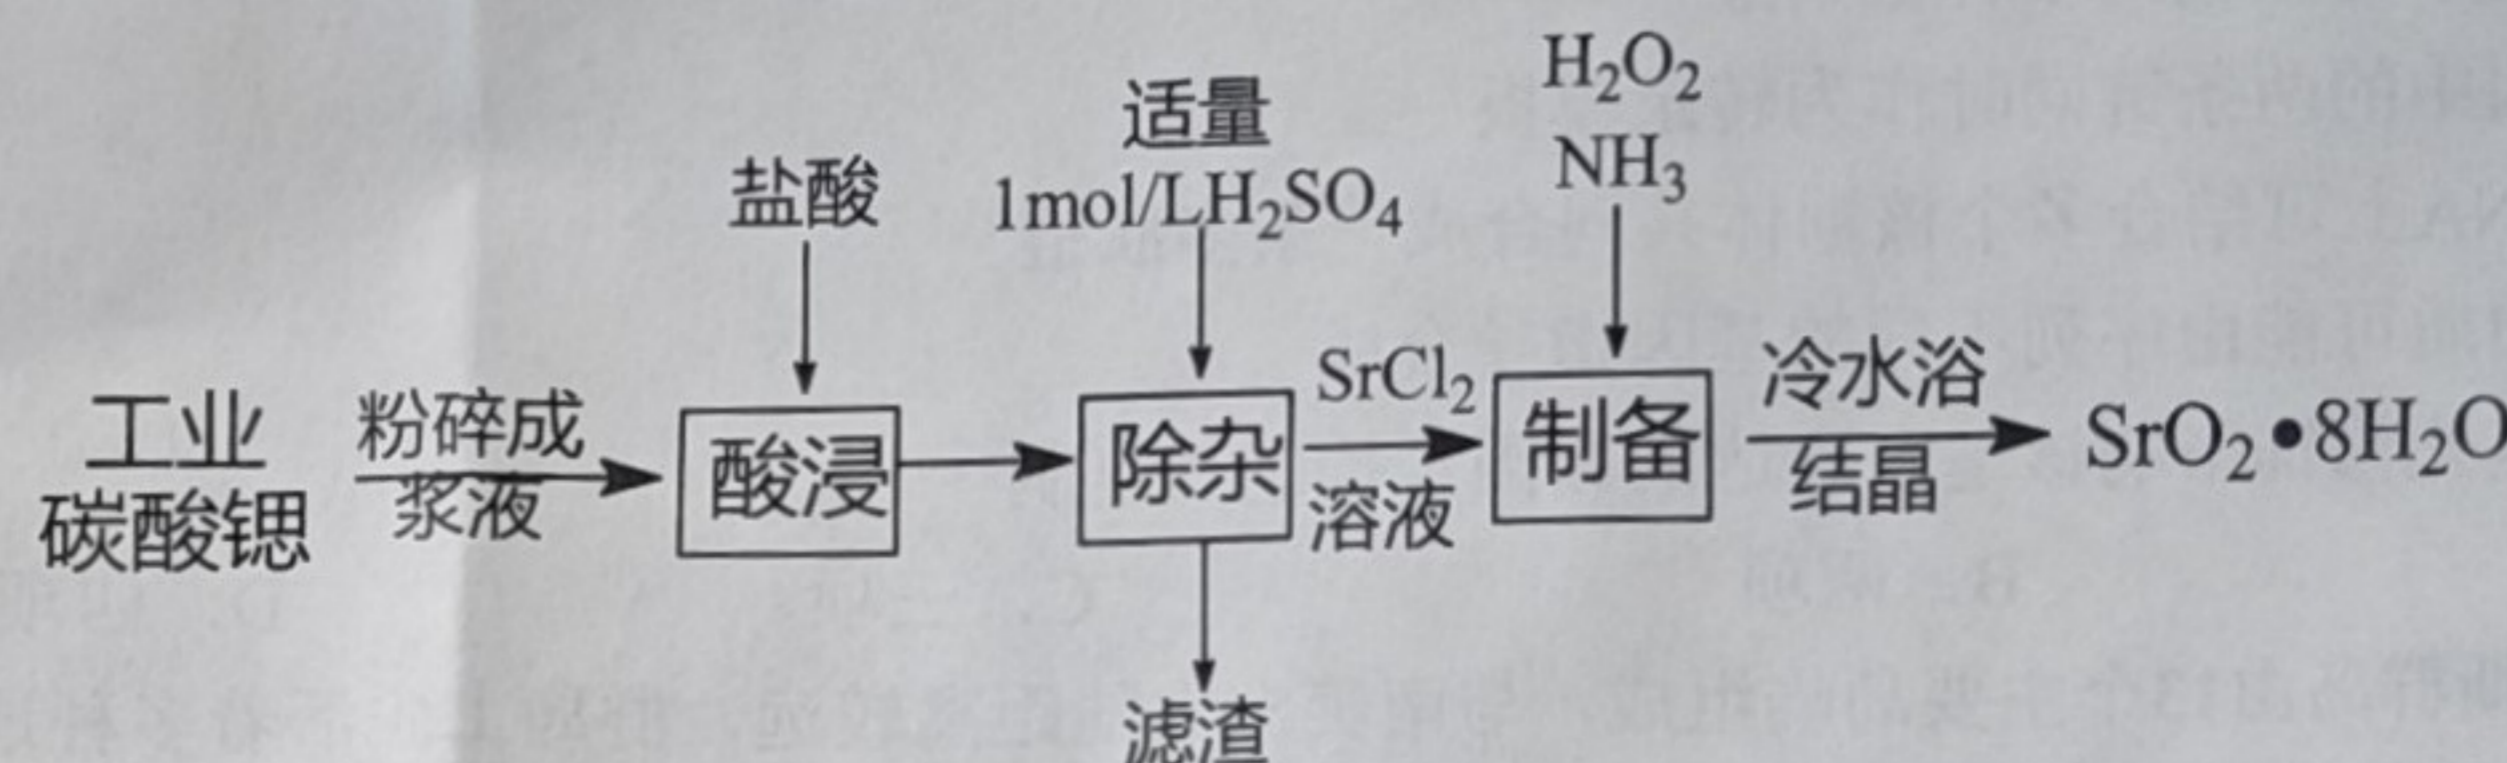 H₂O₂
NH₃
适量
1mol/LH₂SO₄
盐酸
工业
碳酸锶
粉碎成
浆液
酸浸
除杂
SrCl₂
溶液
制备
冷水浴
结晶
SrO₂•8H₂O
滤渣